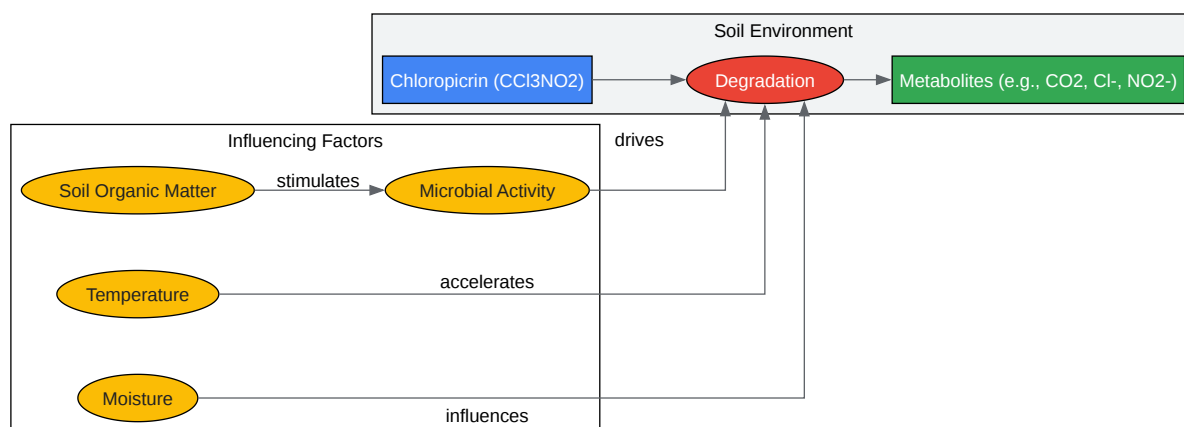 Soil Environment
Chloropicrin (CCl3NO2)
Degradation
Metabolites (e.g., CO2, Cl-, NO2-)
Influencing Factors
drives
Soil Organic Matter
stimulates
Microbial Activity
Temperature
accelerates
Moisture
influences